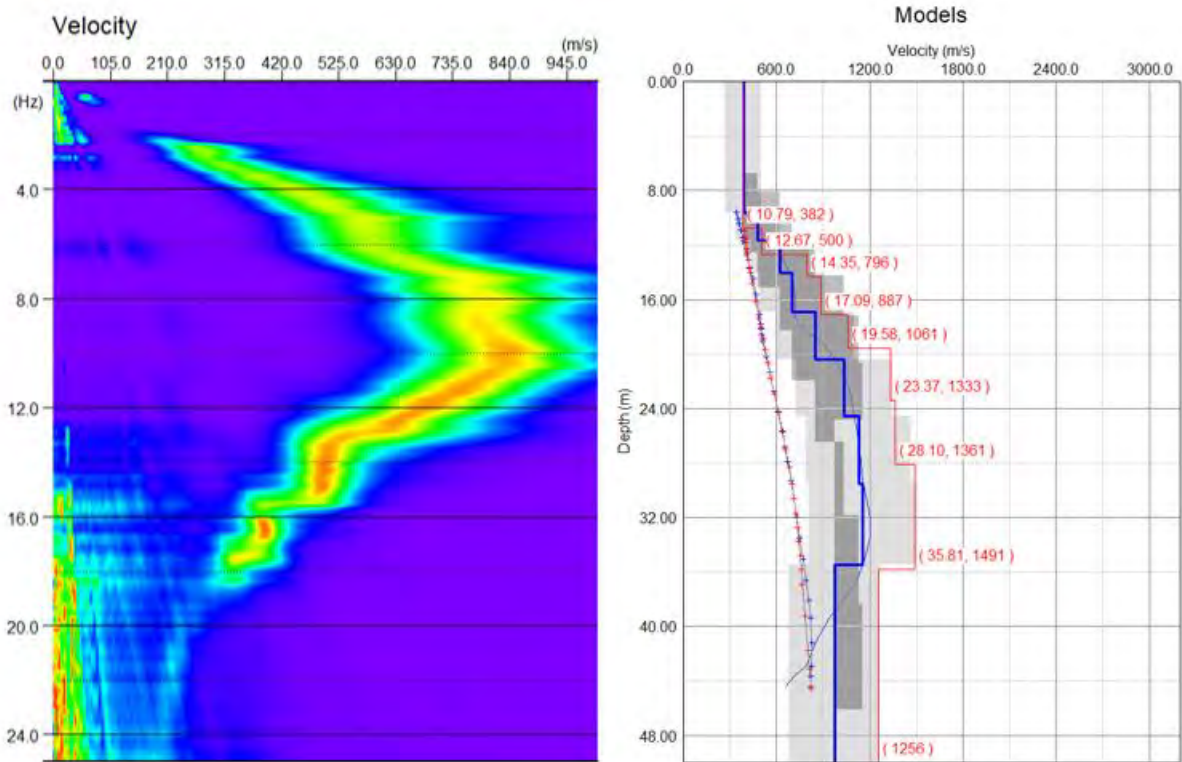 Velocity
(m/s)
0.0 105.0 210.0 315.0 420.0 525.0 630.0 735.0 840.0 945.0
(Hz)
4.0
8.0
12.0
16.0
20.0
24.0
Models
Velocity (m/s)
0.0 600.0 1200.0 1800.0 2400.0 3000.0
0.00
8.00
16.00
24.00
32.00
40.00
48.00
Depth (m)
( 10.79, 382 )
( 12.67, 500 )
( 14.35, 796 )
( 17.09, 887 )
( 19.58, 1061 )
( 23.37, 1333 )
( 28.10, 1361 )
( 35.81, 1491 )
( 1256 )